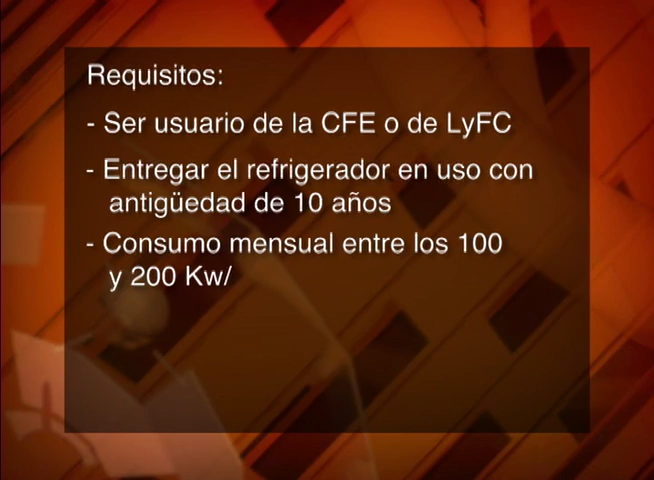 Requisitos:
- Ser usuario de la CFE o de LyFC
- Entregar el refrigerador en uso con
antigüedad de 10 años
- Consumo mensual entre los 100
y 200 Kw/